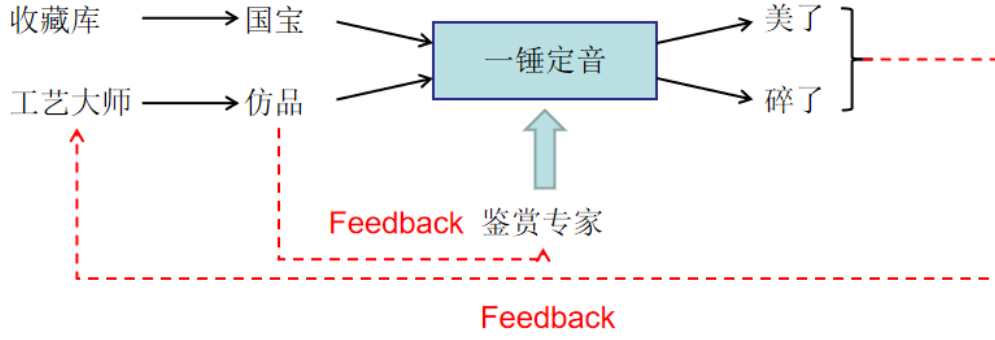 收藏库
国宝
美了
一锤定音
工艺大师
仿品
碎了
Feedback
鉴赏专家
Feedback